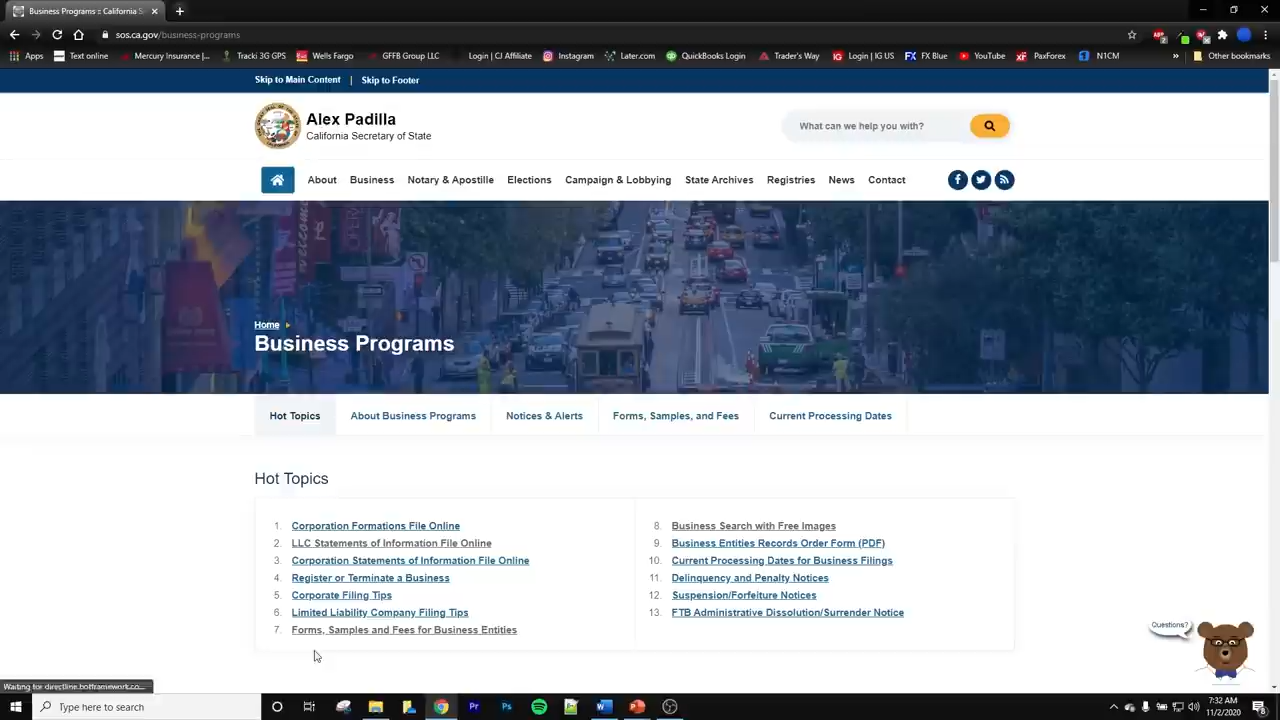 Business Programs :: California S
sos.ca.gov/business-programs
Apps
Text online
Mercury Insurance |...
Tracki 3G GPS
Wells Fargo
GFFB Group LLC
Login | CJ Affiliate
Instagram
Later.com
QuickBooks Login
Trader's Way
Login | IG US
FX Blue
YouTube
PaxForex
N1CM
»
Other bookmarks
Skip to Main Content | Skip to Footer
Alex Padilla
California Secretary of State
What can we help you with?
About
Business
Notary & Apostille
Elections
Campaign & Lobbying
State Archives
Registries
News
Contact
Home
Business Programs
Hot Topics
About Business Programs
Notices & Alerts
Forms, Samples, and Fees
Current Processing Dates
Hot Topics
1. Corporation Formations File Online
2. LLC Statements of Information File Online
3. Corporation Statements of Information File Online
4. Register or Terminate a Business
5. Corporate Filing Tips
6. Limited Liability Company Filing Tips
7. Forms, Samples and Fees for Business Entities
8. Business Search with Free Images
9. Business Entities Records Order Form (PDF)
10. Current Processing Dates for Business Filings
11. Delinquency and Penalty Notices
12. Suspension/Forfeiture Notices
13. FTB Administrative Dissolution/Surrender Notice
Questions?
Waiting for directline.botframework.co...
Type here to search
7:32 AM
11/2/2020